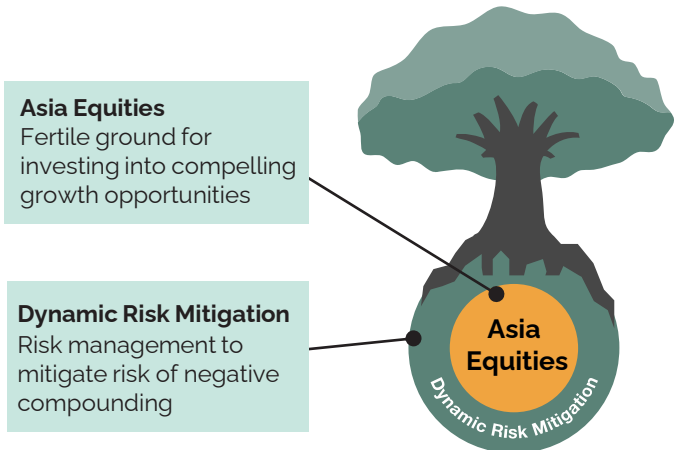 Asia Equities
Fertile ground for
investing into compelling
growth opportunities
Dynamic Risk Mitigation
Risk management to
mitigate risk of negative
compounding
Asia
Equities
Dynamic Risk Mitigation